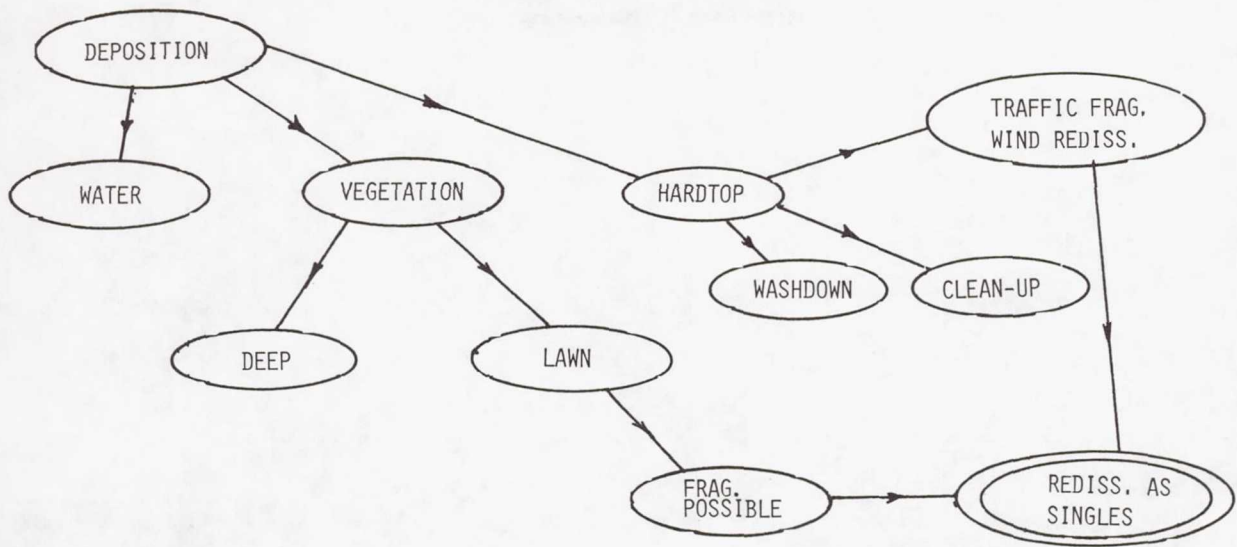 DEPOSITION
TRAFFIC FRAG.
WIND REDISS.
WATER
VEGETATION
HARDTOP
WASHDOWN
CLEAN-UP
DEEP
LAWN
FRAG.
POSSIBLE
REDISS. AS
SINGLES